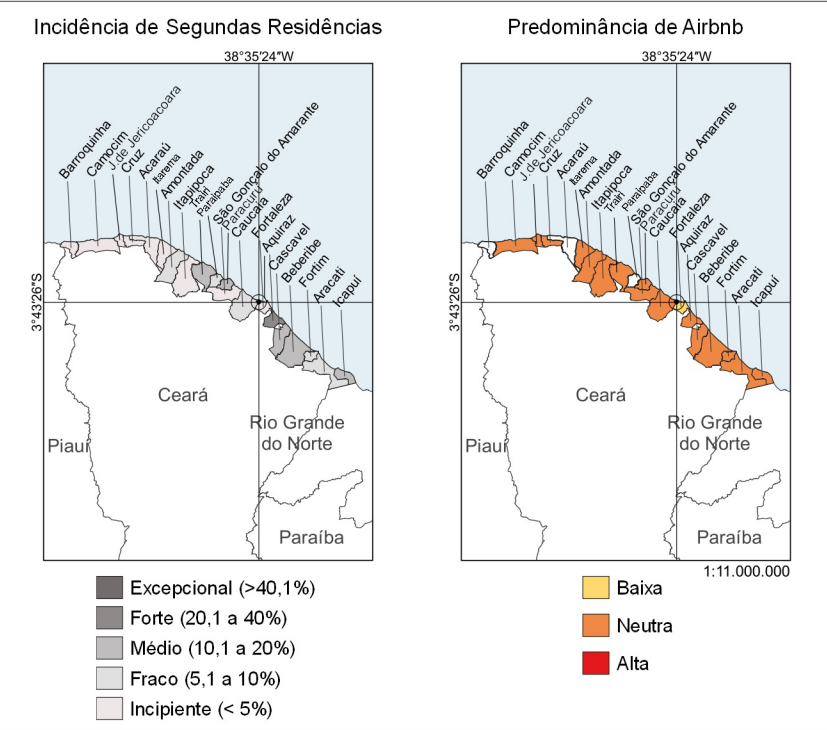 Incidência de Segundas Residências
38°35'24"W
Barroquinha
Camocim
J. de Jericoacoara
Cruz
Acaraú
Itarema
Amontada
Itapipoca
Trairi
Paraipaba
São Gonçalo do Amarante
Paracuru
Caucaia
Fortaleza
Aquiraz
Cascavel
Beberibe
Fortim
Aracati
Icapuí
3°43'26"S
Ceará
Rio Grande
do Norte
Piauí
Paraíba
Excepcional (>40,1%)
Forte (20,1 a 40%)
Médio (10,1 a 20%)
Fraco (5,1 a 10%)
Incipiente (< 5%)
Predominância de Airbnb
38°35'24"W
Barroquinha
Camocim
J. de Jericoacoara
Cruz
Acaraú
Itarema
Amontada
Itapipoca
Trairi
Paraipaba
São Gonçalo do Amarante
Paracuru
Caucaia
Fortaleza
Aquiraz
Cascavel
Beberibe
Fortim
Aracati
Icapuí
3°43'26"S
Ceará
Rio Grande
do Norte
Piauí
Paraíba
1:11.000.000
Baixa
Neutra
Alta